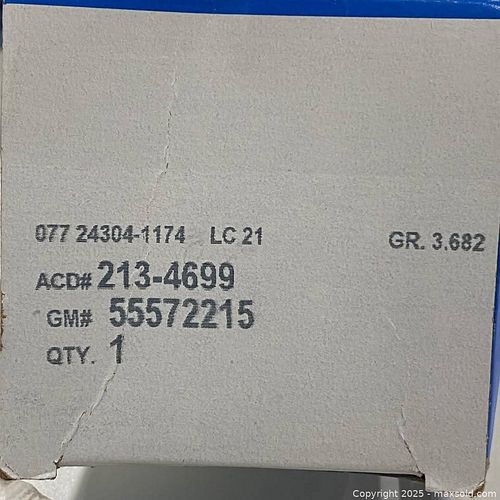 077 24304-1174 LC 21 GR. 3.682
ACD# 213-4699
GM# 55572215
QTY. 1
Copyright © 2025 - maxsold.com